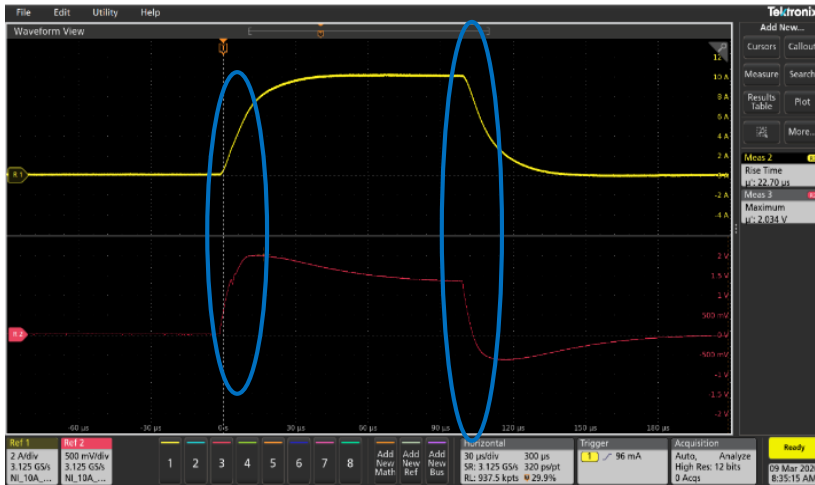 File Edit Utility Help
Tektronix
Waveform View
Add New...
Cursors Callout
Measure Search
Results Table Plot
More...
Meas 2
Rise Time
µ': 22.70 µs
Meas 3
Maximum
µ': 2.034 V
12
10 A
8 A
6 A
4 A
2 A
0 A
-2 A
-4 A
R 1
2 V
1.5 V
1 V
500 mV
0 V
-500 mV
-1 V
-1.5 V
-2 V
R 2
-60 µs -30 µs 0 s 30 µs 60 µs 90 µs 120 µs 150 µs 180 µs
Ref 1
2 A/div
3.125 GS/s
NI_10A_...
Ref 2
500 mV/div
3.125 GS/s
NI_10A_...
1 2 3 4 5 6 7 8
Add New Math
Add New Ref
Add New Bus
Horizontal
30 µs/div 300 µs
SR: 3.125 GS/s 320 ps/pt
RL: 937.5 kpts 29.9%
Trigger
1 96 mA
Acquisition
Auto, Analyze
High Res: 12 bits
0 Acqs
Ready
09 Mar 202
8:35:15 AM